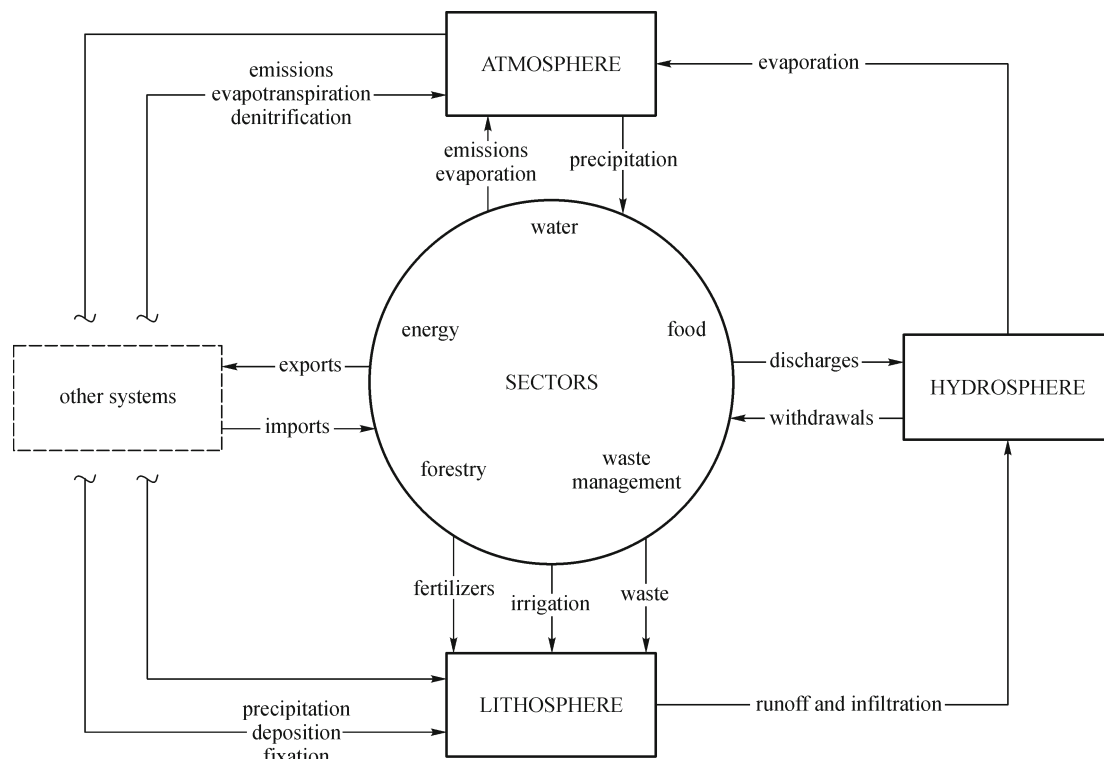 ATMOSPHERE
evaporation
emissions
evapotranspiration
denitrification
emissions
evaporation
precipitation
water
energy
food
exports
other systems
imports
SECTORS
discharges
HYDROSPHERE
withdrawals
forestry
waste
management
fertilizers
irrigation
waste
LITHOSPHERE
runoff and infiltration
precipitation
deposition
fixation